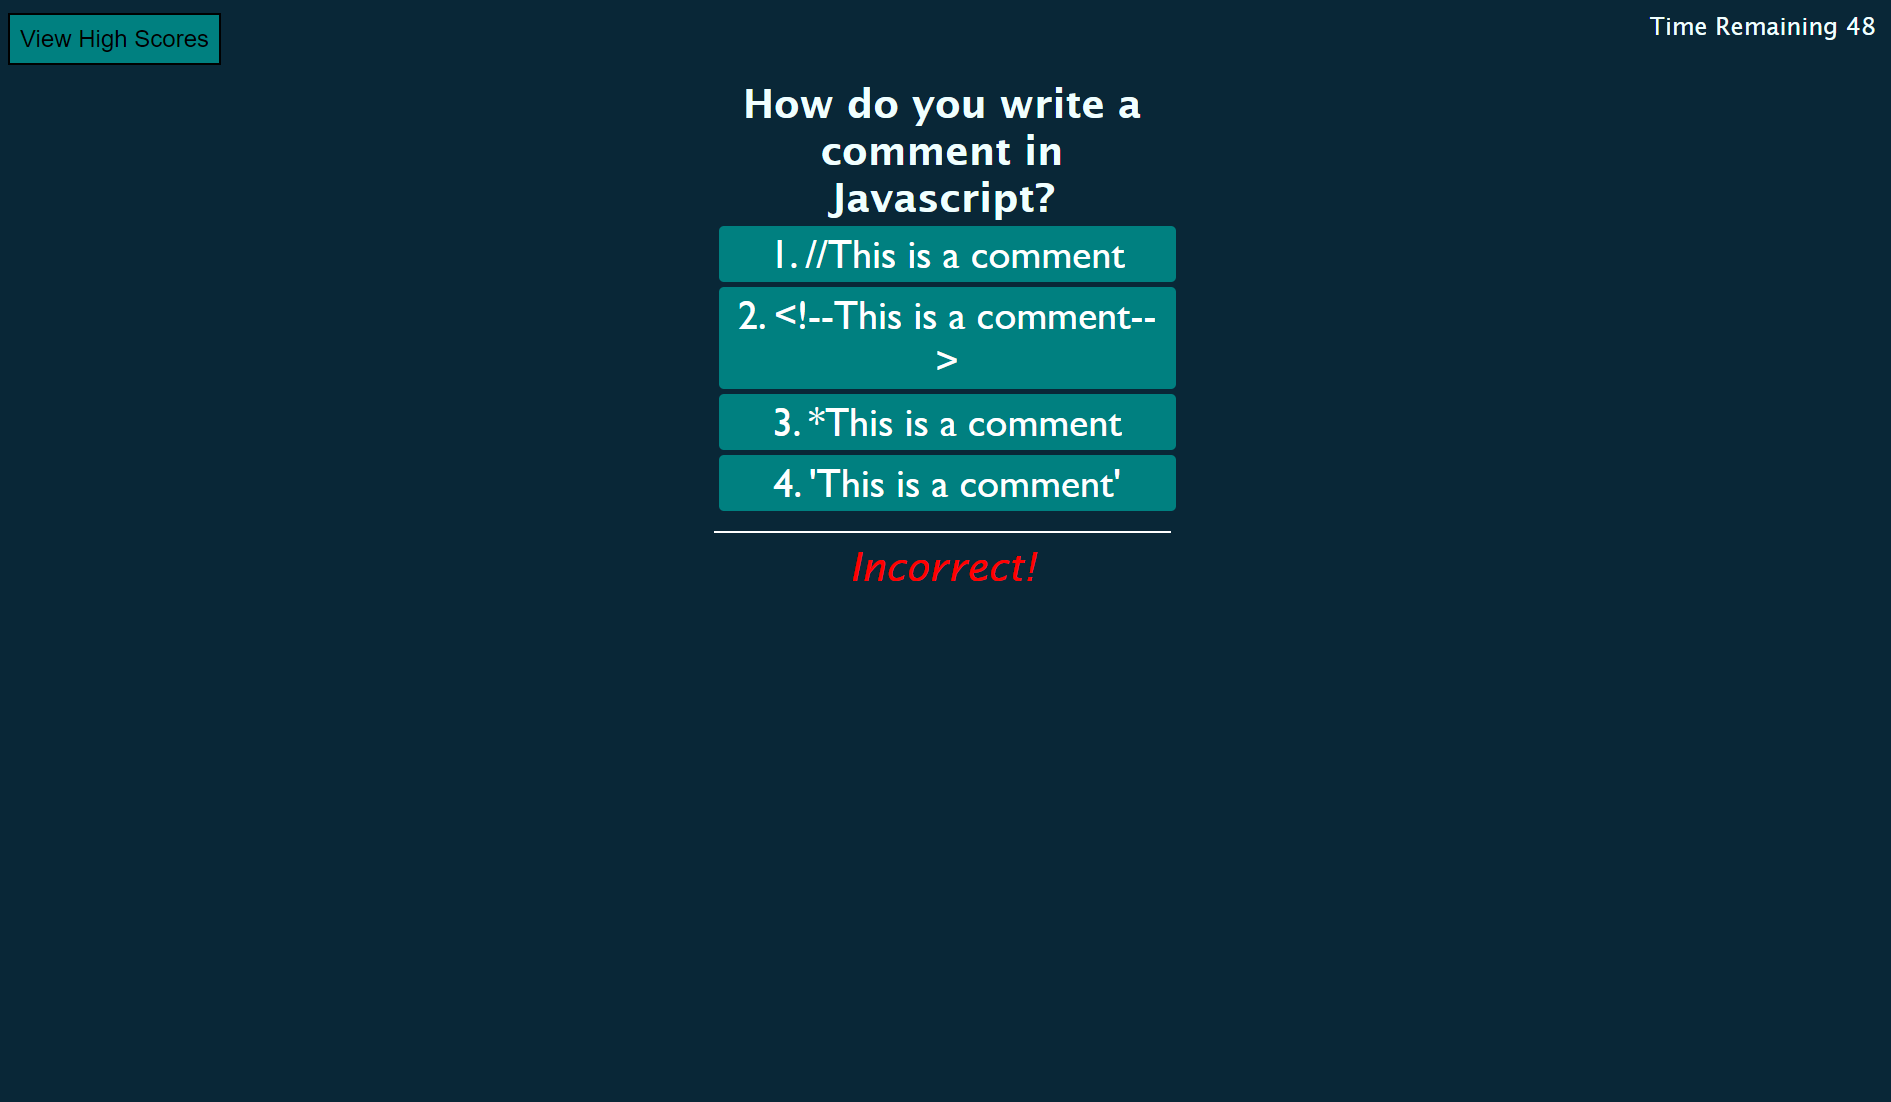 View High Scores
Time Remaining 48
How do you write a
comment in
Javascript?
1. //This is a comment
2. <!--This is a comment--
>
3. *This is a comment
4. 'This is a comment'
Incorrect!